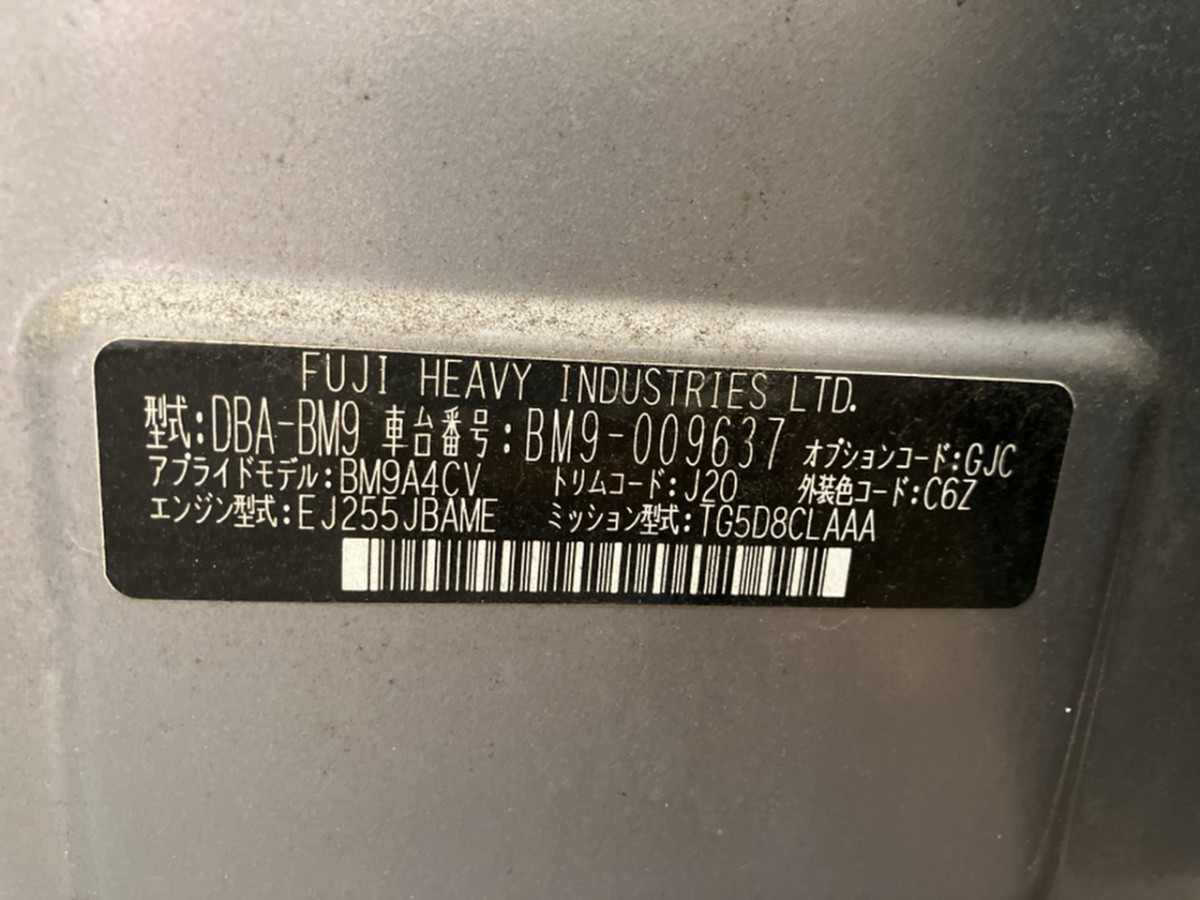 FUJI HEAVY INDUSTRIES LTD.
型式:DBA-BM9 車台番号:BM9-009637 オプションコード:GJC
アプライドモデル:BM9A4CV トリムコード:J20 外装色コード:C6Z
エンジン型式:EJ255JBAME ミッション型式:TG5D8CLAAA